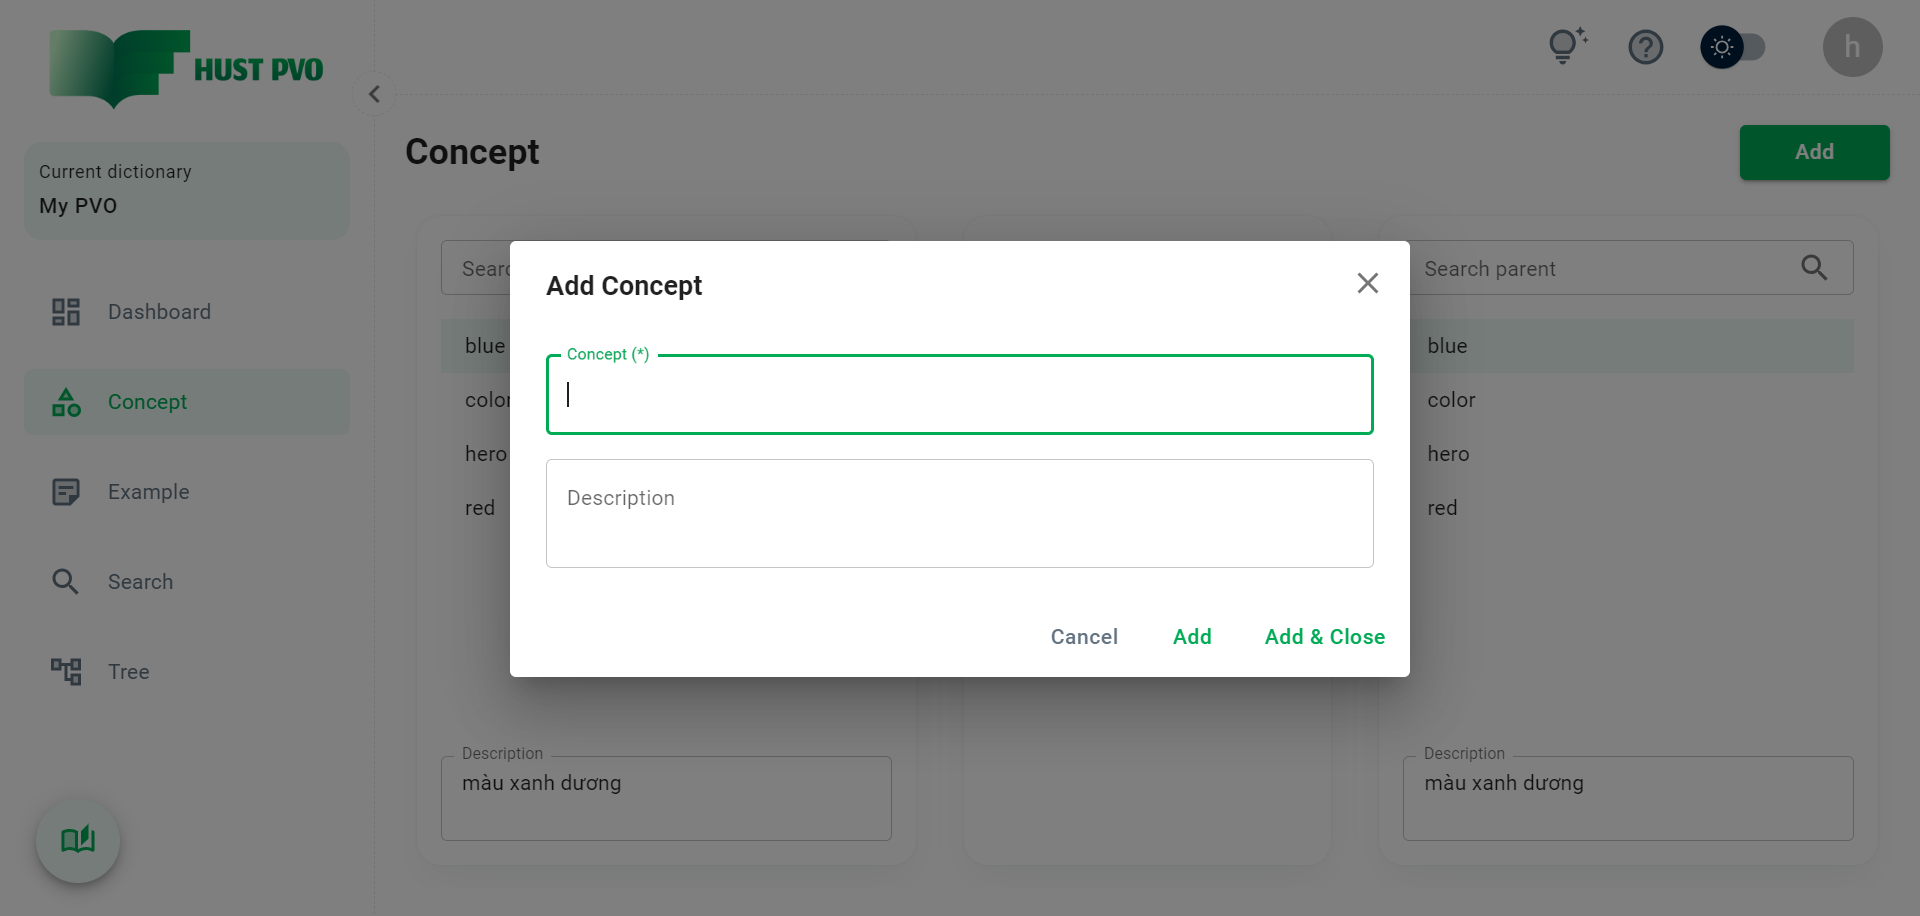 HUST PVO
h
Current dictionary
My PVO
Dashboard
Concept
Example
Search
Tree
Concept
Add
Search parent
blue
color
hero
red
Description
màu xanh dương
blue
color
hero
red
Description
màu xanh dương
Add Concept
Concept (*)
Description
Cancel
Add
Add & Close